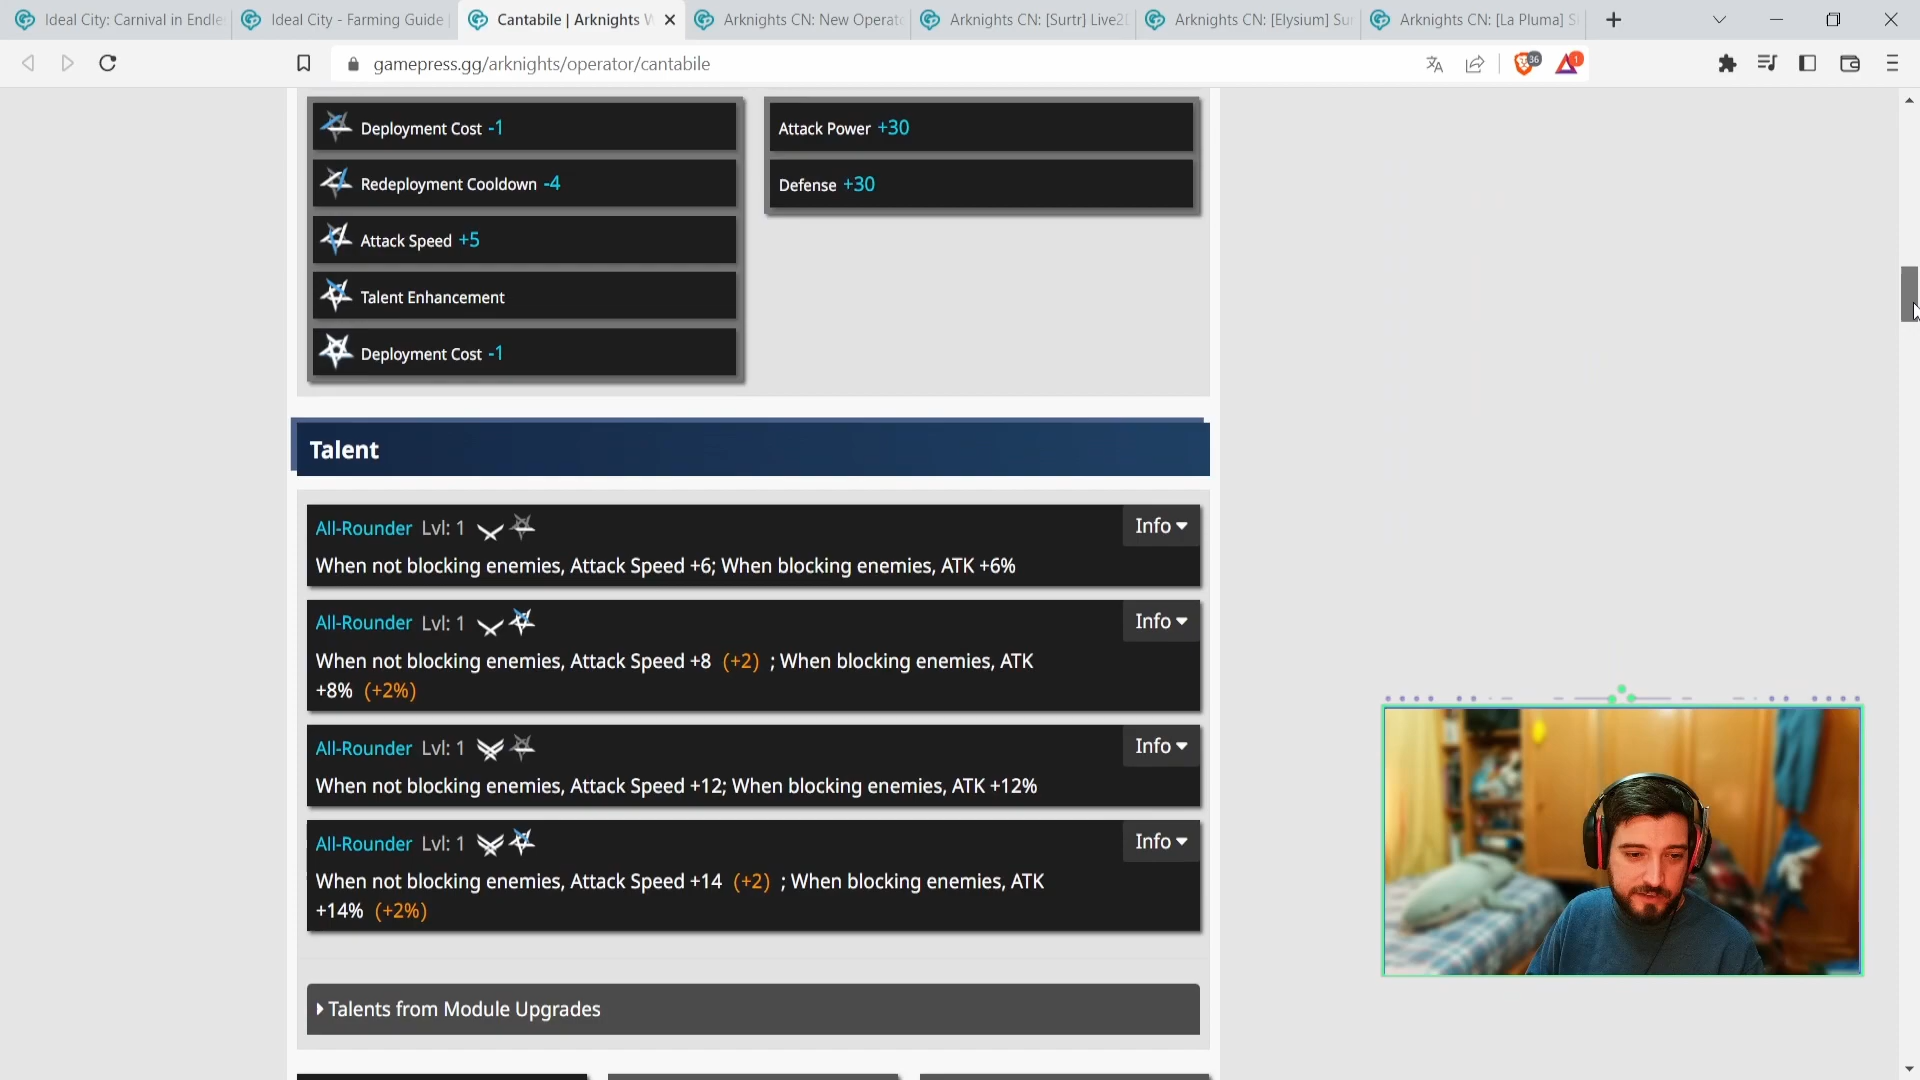 Ideal City: Carnival in Endle
Ideal City - Farming Guide
Cantabile | Arknights W
Arknights CN: New Operato
Arknights CN: [Surtr] Live2D
Arknights CN: [Elysium] Su
Arknights CN: [La Pluma] S
gamepress.gg/arknights/operator/cantabile
36
1
Deployment Cost -1
Redeployment Cooldown -4
Attack Speed +5
Talent Enhancement
Deployment Cost -1
Attack Power +30
Defense +30
Talent
All-Rounder Lvl: 1
Info
When not blocking enemies, Attack Speed +6; When blocking enemies, ATK +6%
All-Rounder Lvl: 1
Info
When not blocking enemies, Attack Speed +8 (+2) ; When blocking enemies, ATK
+8% (+2%)
All-Rounder Lvl: 1
Info
When not blocking enemies, Attack Speed +12; When blocking enemies, ATK +12%
All-Rounder Lvl: 1
Info
When not blocking enemies, Attack Speed +14 (+2) ; When blocking enemies, ATK
+14% (+2%)
Talents from Module Upgrades